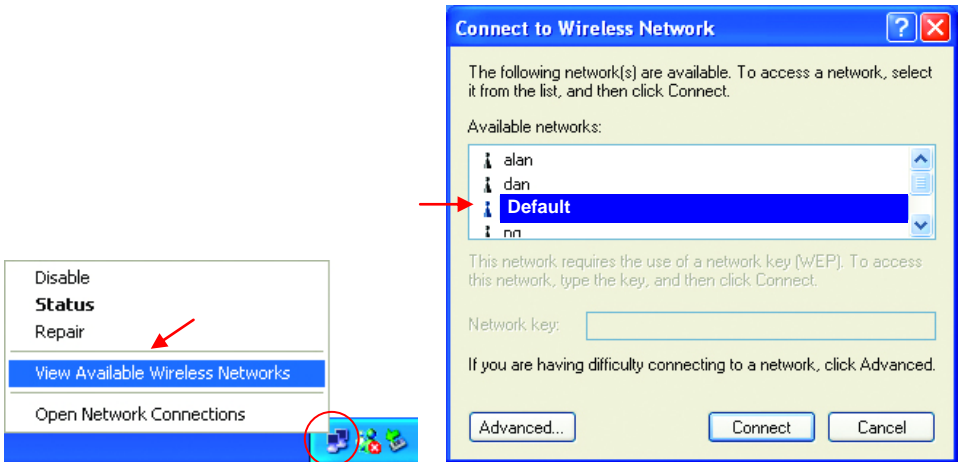 Disable
Status
Repair
View Available Wireless Networks
Open Network Connections
Connect to Wireless Network
The following network(s) are available. To access a network, select
it from the list, and then click Connect.
Available networks:
alan
dan
Default
This network requires the use of a network key (WEP). To access
this network, type the key, and then click Connect.
Network key:
If you are having difficulty connecting to a network, click Advanced.
Advanced...
Connect
Cancel